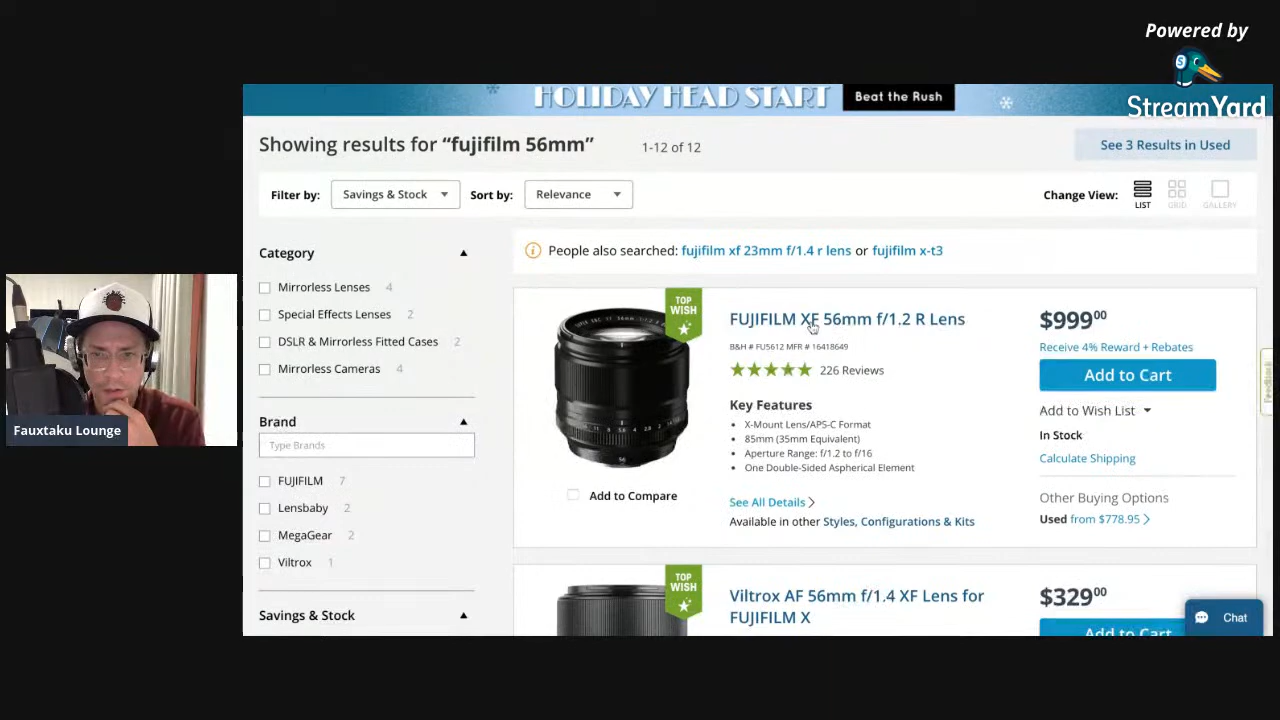 Powered by
StreamYard
HOLIDAY HEAD START
Beat the Rush
Showing results for “fujifilm 56mm”
1-12 of 12
See 3 Results in Used
Filter by:
Savings & Stock
Sort by:
Relevance
Change View:
LIST
GRID
GALLERY
People also searched: fujifilm xf 23mm f/1.4 r lens or fujifilm x-t3
Category
Mirrorless Lenses 4
Special Effects Lenses 2
DSLR & Mirrorless Fitted Cases 2
Mirrorless Cameras 4
Brand
Type Brands
FUJIFILM 7
Lensbaby 2
MegaGear 2
Viltrox 1
Savings & Stock
TOP
WISH
Add to Compare
FUJIFILM XF 56mm f/1.2 R Lens
B&H # FU5612 MFR # 16418649
226 Reviews
Key Features
X-Mount Lens/APS-C Format
85mm (35mm Equivalent)
Aperture Range: f/1.2 to f/16
One Double-Sided Aspherical Element
See All Details
Available in other Styles, Configurations & Kits
$999.00
Receive 4% Reward + Rebates
Add to Cart
Add to Wish List
In Stock
Calculate Shipping
Other Buying Options
Used from $778.95
Feedback
TOP
WISH
Viltrox AF 56mm f/1.4 XF Lens for
FUJIFILM X
$329.00
Add to Cart
Chat
Fauxtaku Lounge